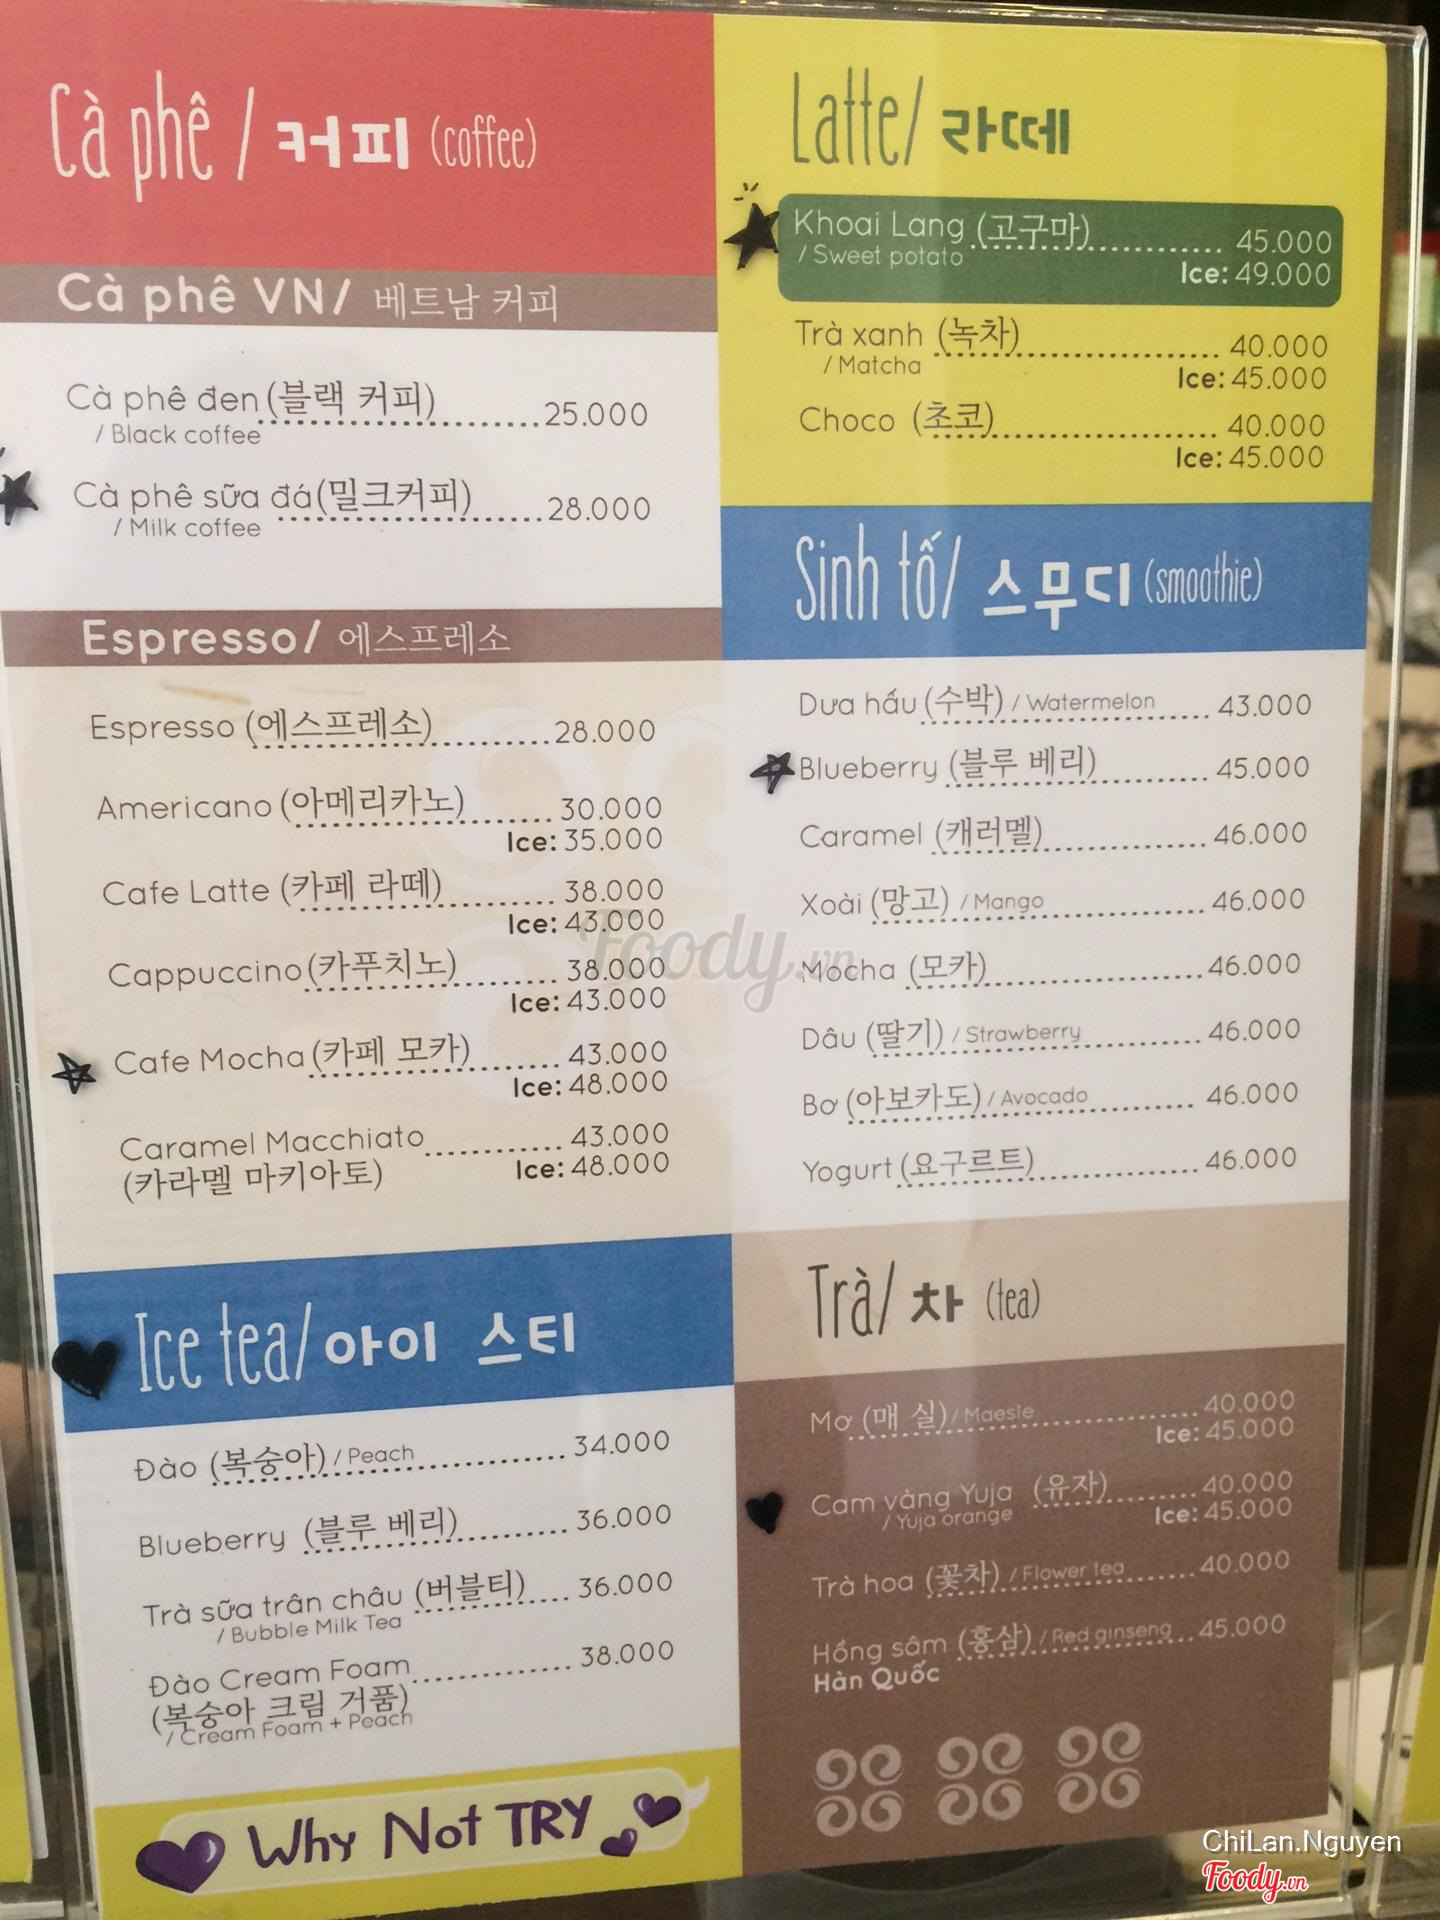 Cà phê / 커피 (coffee)
Cà phê VN/ 베트남 커피
Cà phê đen (블랙 커피)..........25.000
/ Black coffee
Cà phê sữa đá(밀크커피).......28.000
/ Milk coffee
Espresso/ 에스프레소
Espresso (에스프레소)..........28.000
Americano (아메리카노)........30.000
Ice: 35.000
Cafe Latte (카페 라떼)..........38.000
Ice: 43.000
Cappuccino (카푸치노)..........38.000
Ice: 43.000
Cafe Mocha (카페 모카)........43.000
Ice: 48.000
Caramel Macchiato..........43.000
(카라멜 마키아토) Ice: 48.000
Ice tea/ 아이 스티
Đào (복숭아) / Peach..........34.000
Blueberry (블루 베리)..........36.000
Trà sữa trân châu (버블티).....36.000
/ Bubble Milk Tea
Đào Cream Foam..........38.000
(복숭아 크림 거품)
/ Cream Foam + Peach
Why Not TRY
Latte/ 라떼
Khoai Lang (고구마)..........45.000
/ Sweet potato Ice: 49.000
Trà xanh (녹차)..........40.000
/ Matcha Ice: 45.000
Choco (초코)..........40.000
Ice: 45.000
Sinh tố/ 스무디 (smoothie)
Dưa hấu (수박) / Watermelon.....43.000
Blueberry (블루 베리)..........45.000
Caramel (캐러멜)..........46.000
Xoài (망고) / Mango..........46.000
Mocha (모카)..........46.000
Dâu (딸기) / Strawberry..........46.000
Bơ (아보카도) / Avocado..........46.000
Yogurt (요구르트)..........46.000
Trà/ 차 (tea)
Mơ (매 실) / Maesle..........40.000
Ice: 45.000
Cam vàng Yuja (유자)..........40.000
/ Yuja orange Ice: 45.000
Trà hoa (꽃차) / Flower tea..........40.000
Hồng sâm (홍삼) / Red ginseng...45.000
Hàn Quốc
Foody.vn
ChiLan.Nguyen
Foody.vn